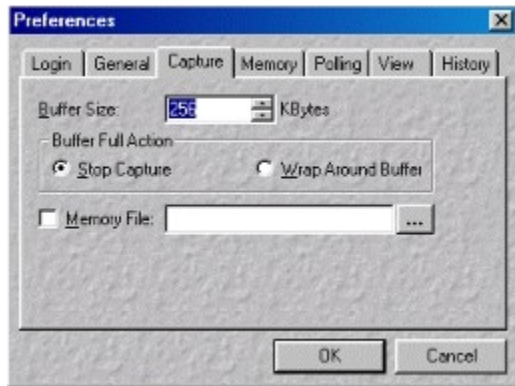 Preferences
Login General Capture Memory Polling View History
Buffer Size: 256 KBytes
Buffer Full Action
Stop Capture Wrap Around Buffer
Memory File: ...
OK Cancel